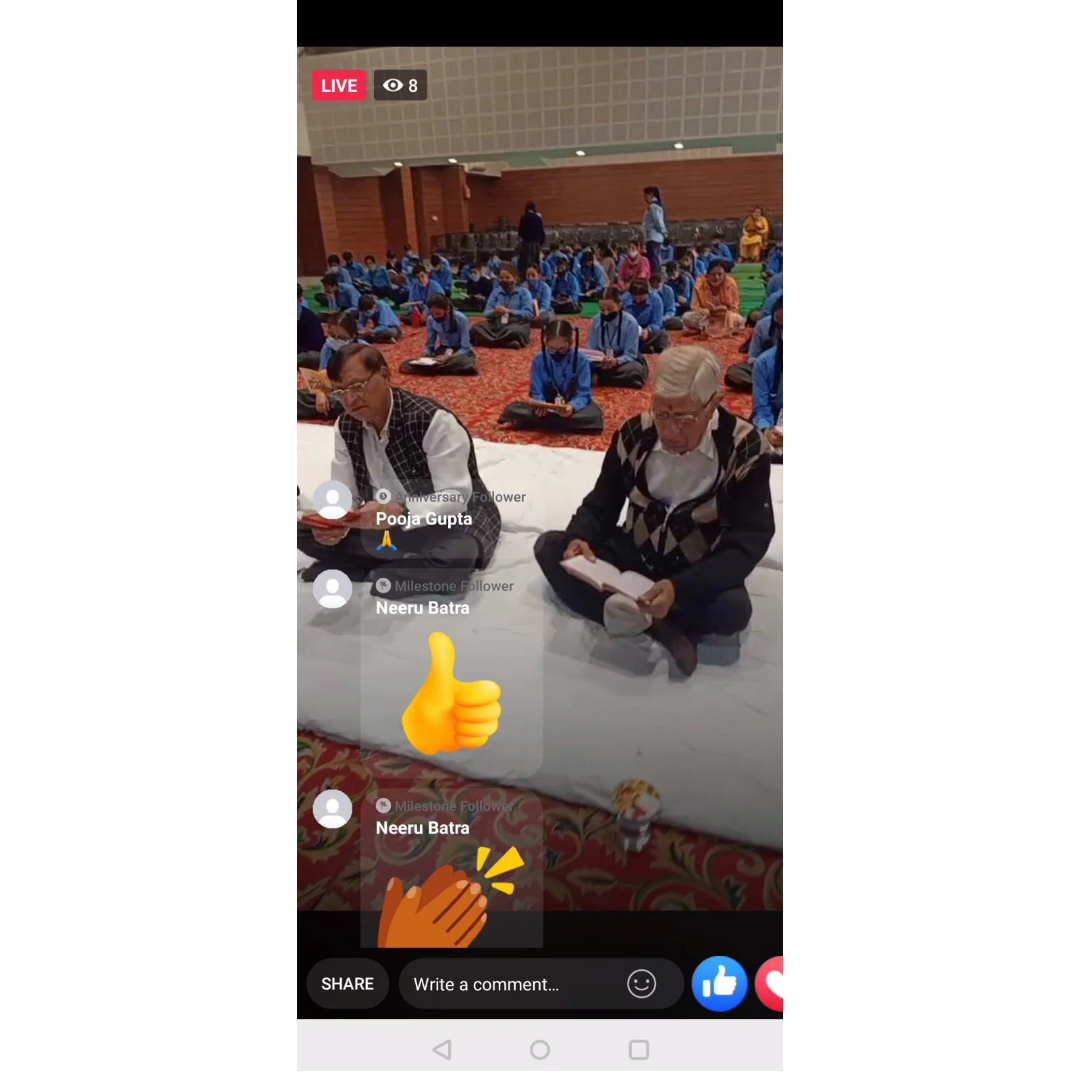 LIVE 8
Anniversary Follower
Pooja Gupta
🙏
Milestone Follower
Neeru Batra
Milestone Follower
Neeru Batra
SHARE Write a comment...